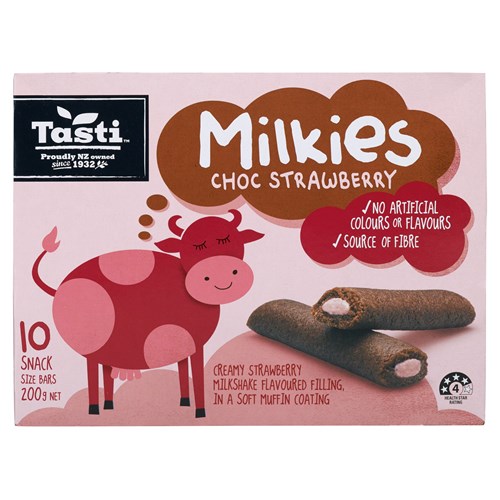 Tasti™
Proudly NZ owned
since 1932
Milkies
CHOC STRAWBERRY
✓NO ARTIFICIAL
COLOURS OR FLAVOURS
✓SOURCE OF FIBRE
10
SNACK
SIZE BARS
200g NET
CREAMY STRAWBERRY
MILKSHAKE FLAVOURED FILLING,
IN A SOFT MUFFIN COATING
4
HEALTH STAR
RATING